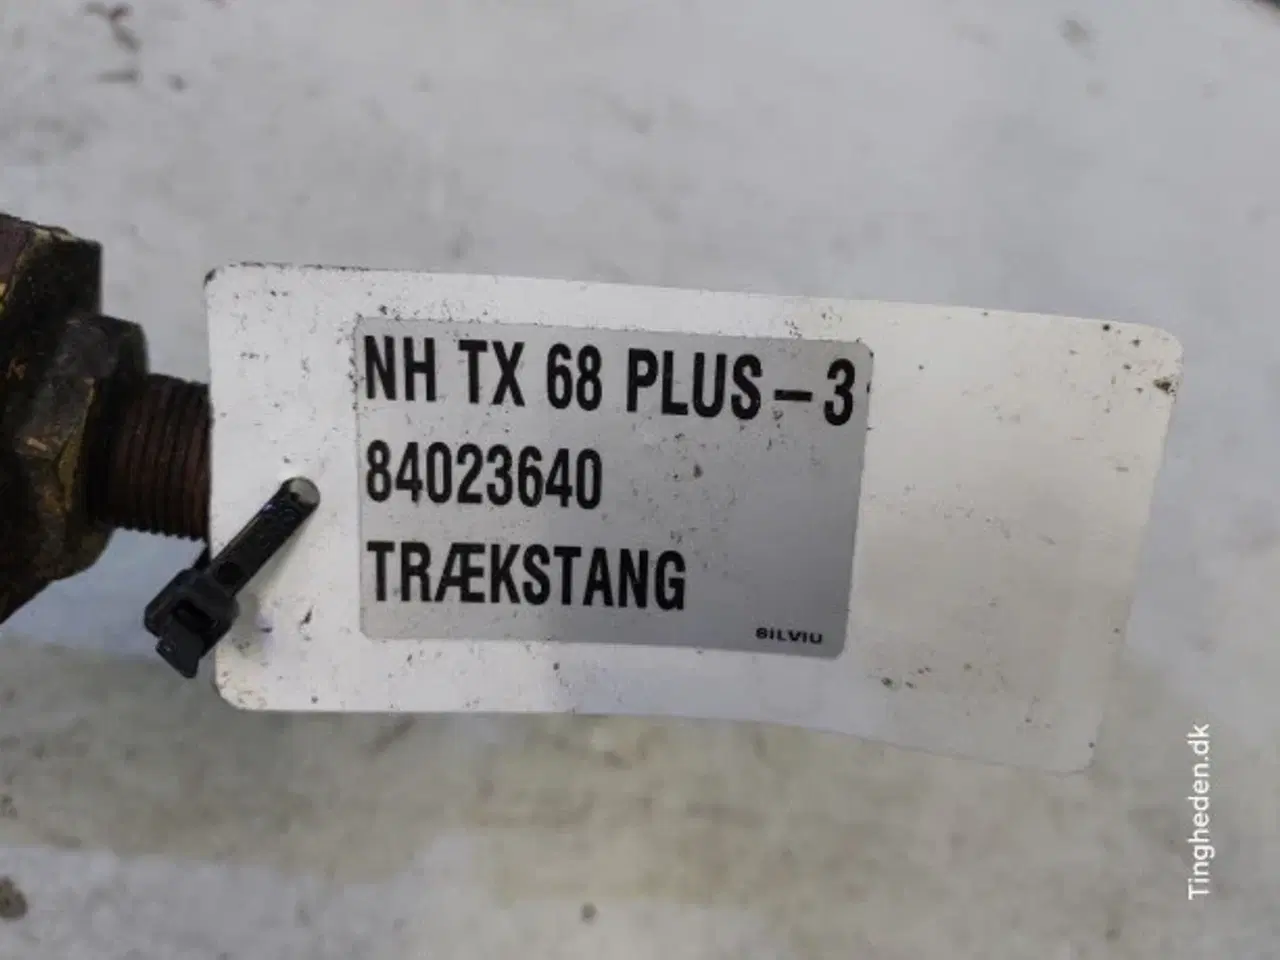 NH TX 68 PLUS-3
84023640
TRÆKSTANG
SILVIU
Tingheden.dk